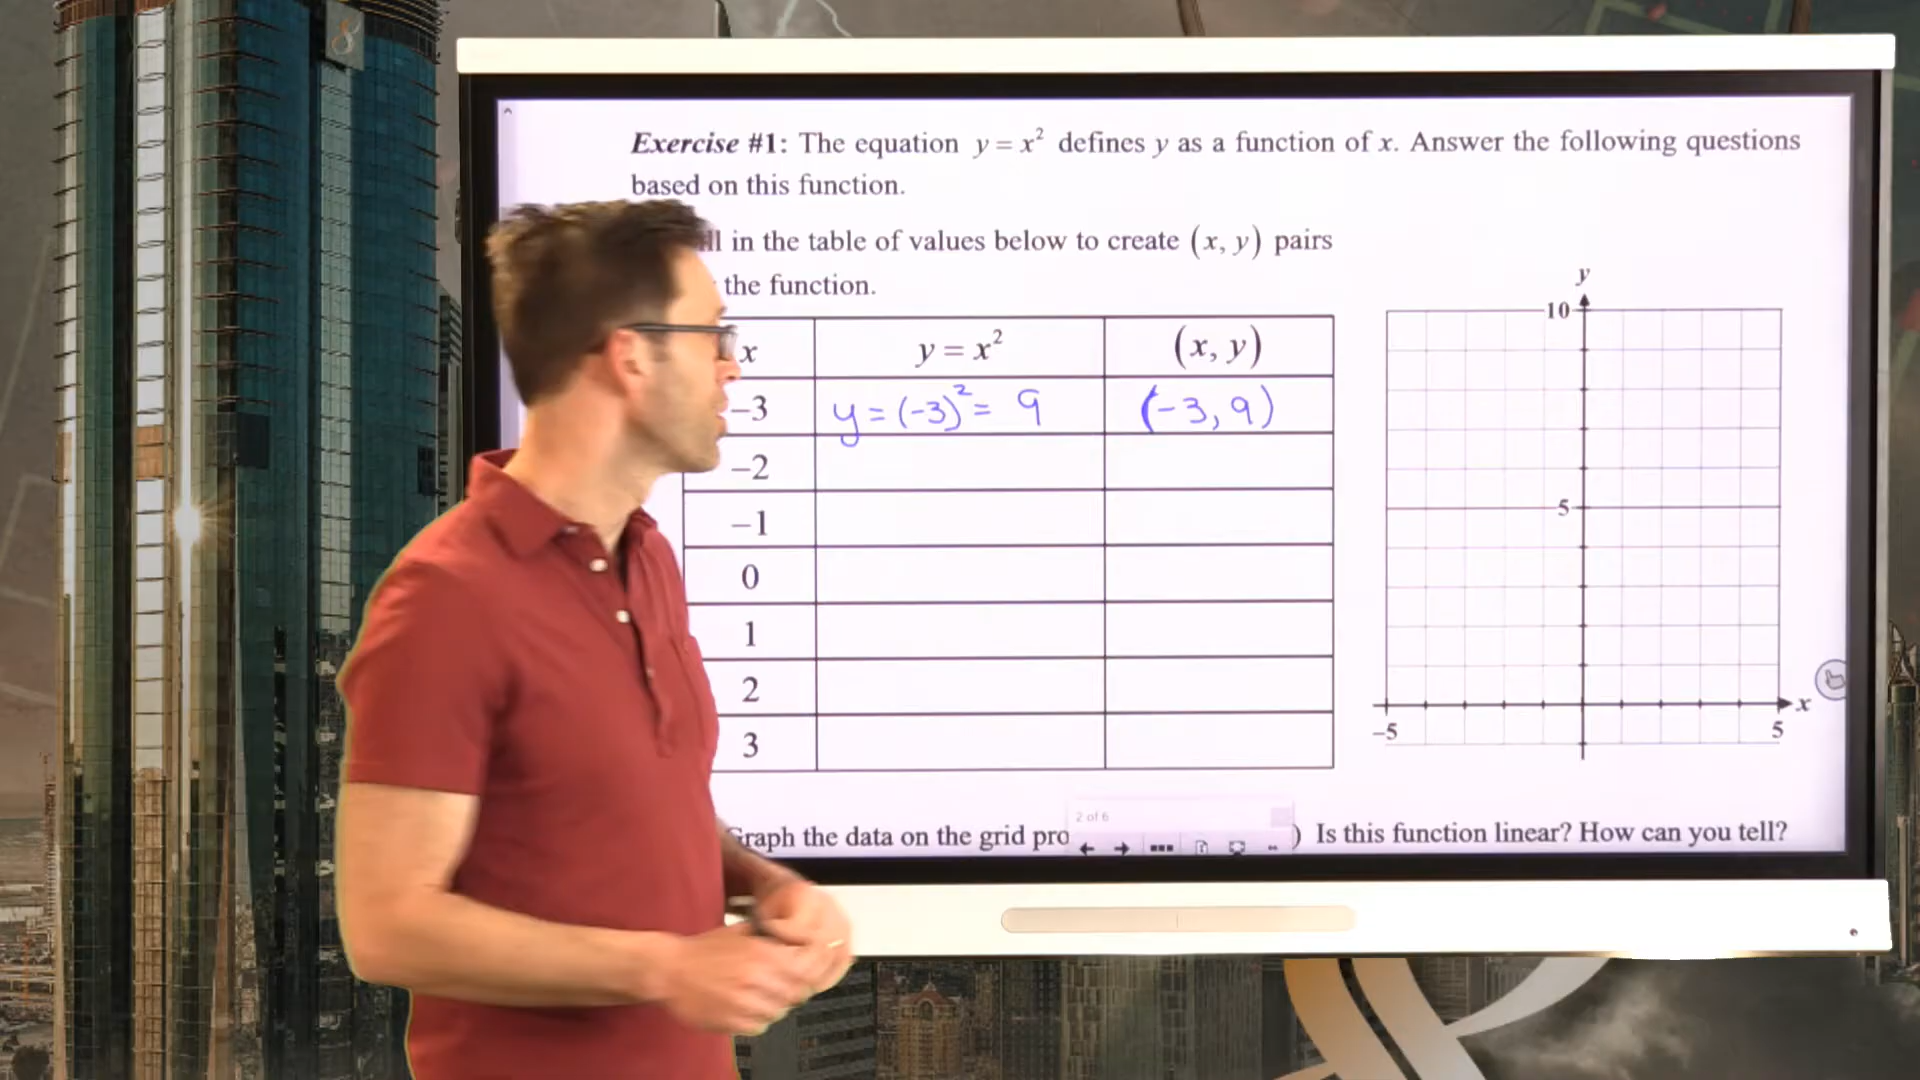 Exercise #1: The equation y = x² defines y as a function of x. Answer the following questions
based on this function.
in the table of values below to create (x, y) pairs
the function.
x y = x² (x, y)
–3 y = (-3)² = 9 (-3, 9)
–2
–1
0
1
2
3
y
10
5
–5 5 x
2 of 6
Graph the data on the grid pro ) Is this function linear? How can you tell?